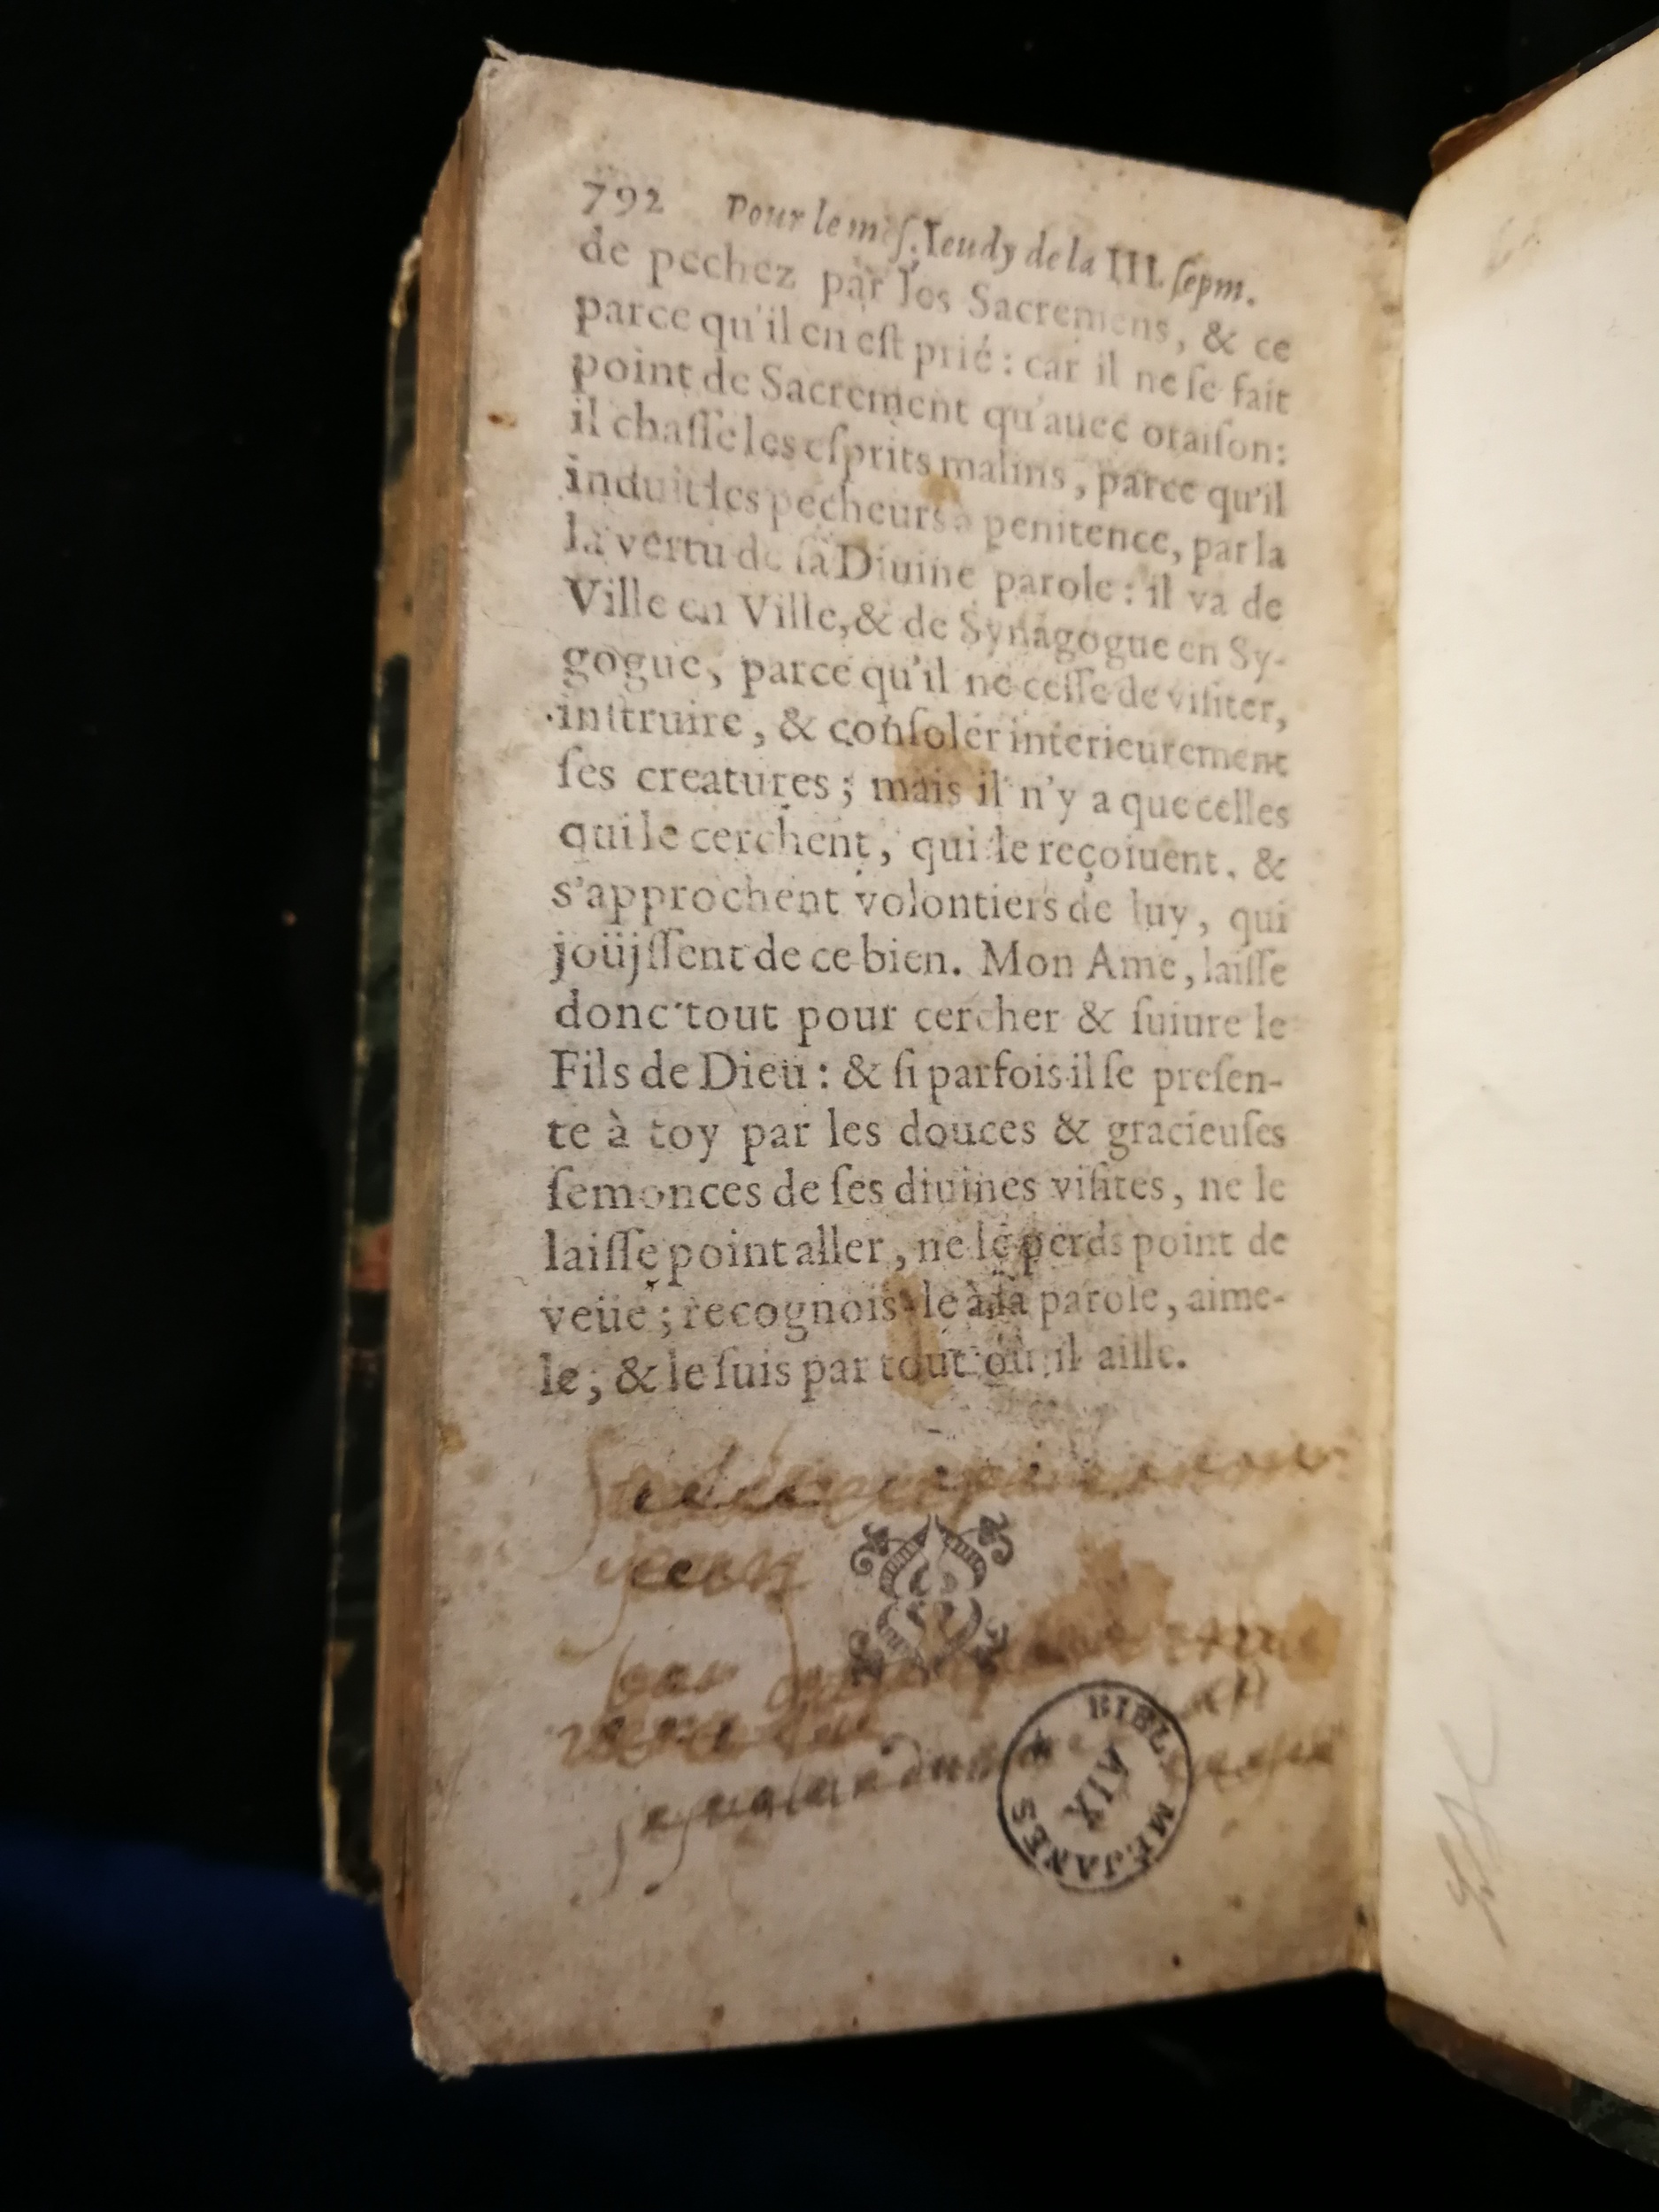 792 Pour le mes. Ieudy de la III. ſepm.
de pechez par les Sacremens, & ce
parce qu'il en eſt prié : car il ne ſe fait
point de Sacrement qu'auec oraiſon:
il chaſſe les eſprits malins, parce qu'il
induit les pecheurs à penitence, par la
la vertu de ſa Diuine parole : il va de
Ville en Ville, & de Synagogue en Sy-
gogue, parce qu'il ne ceſſe de viſiter,
inſtruire, & conſoler interieurement
ſes creatures ; mais il n'y a que celles
qui le cerchent, qui le reçoiuent, &
s'approchent volontiers de luy, qui
joüjſſent de ce bien. Mon Ame, laiſſe
donc tout pour cercher & ſuiure le
Fils de Dieu : & ſi parfois il ſe preſen-
te à toy par les douces & gracieuſes
ſemonces de ſes diuines viſites, ne le
laiſſe point aller, ne le perds point de
veüe ; recognois-le à ſa parole, aime-
le, & le ſuis par tout où il aille.
BIBL. MÉJANES
AIX